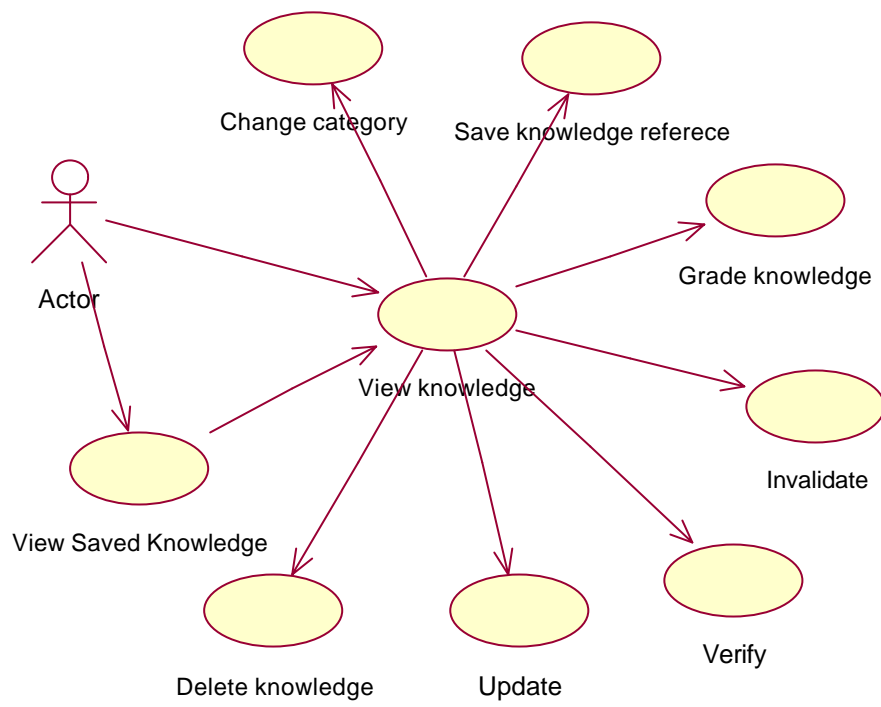 Change category
Save knowledge referece
Grade knowledge
Actor
View knowledge
Invalidate
View Saved Knowledge
Verify
Delete knowledge
Update